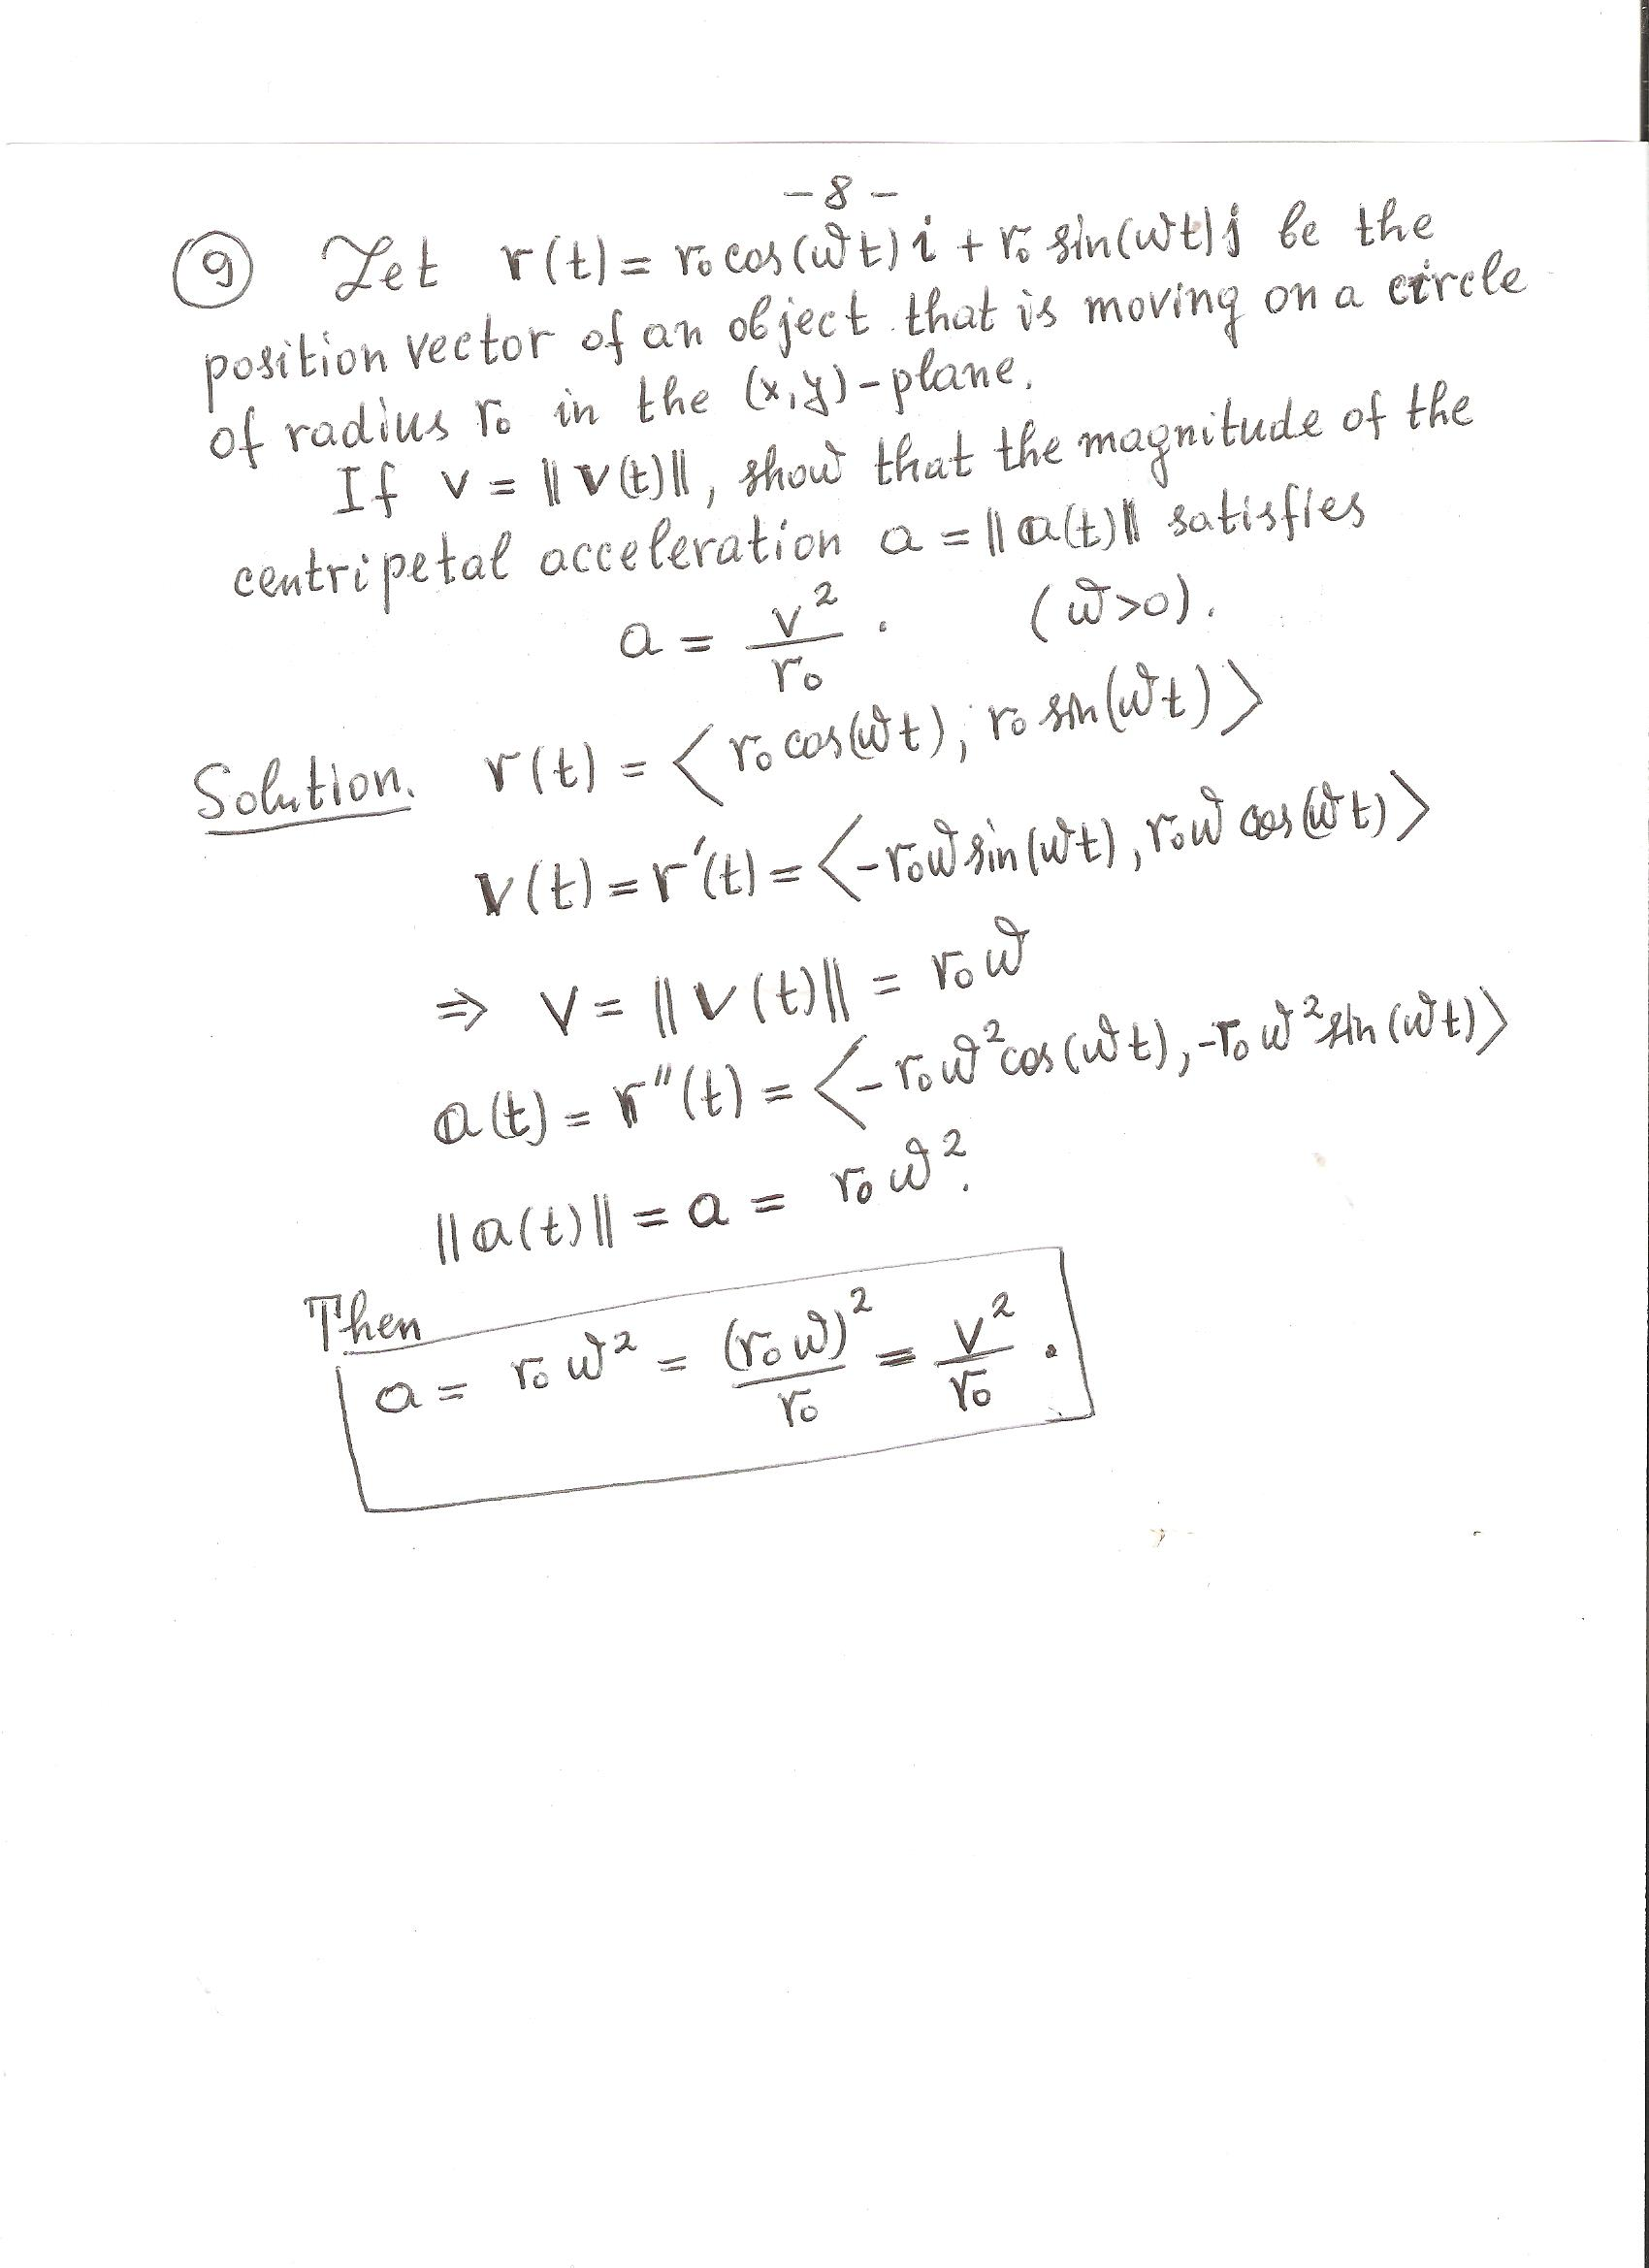 - 8 -
⑨ Let r(t) = r₀ cos(ωt) i + r₀ sin(ωt) j be the
position vector of an object that is moving on a circle
of radius r₀ in the (x,y)-plane.
If v = ‖v(t)‖, show that the magnitude of the
centripetal acceleration a = ‖a(t)‖ satisfies
a = v²/r₀. (ω>0).
Solution. r(t) = ⟨r₀ cos(ωt), r₀ sin(ωt)⟩
v(t) = r'(t) = ⟨-r₀ω sin(ωt), r₀ω cos(ωt)⟩
⇒ v = ‖v(t)‖ = r₀ω
a(t) = r''(t) = ⟨-r₀ω² cos(ωt), -r₀ω² sin(ωt)⟩
‖a(t)‖ = a = r₀ω².
Then
a = r₀ω² = (r₀ω)²/r₀ = v²/r₀.